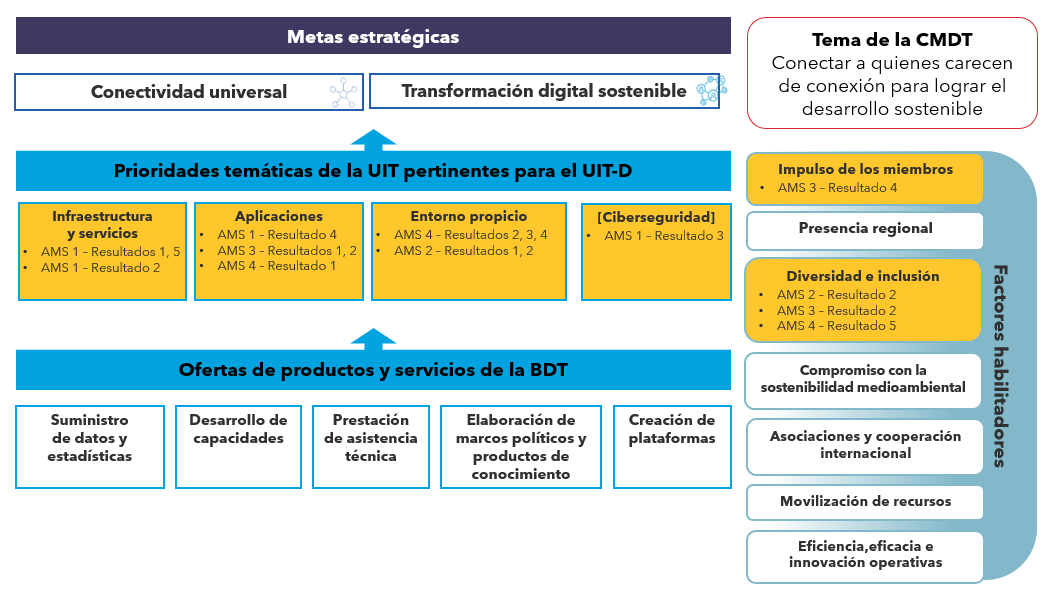 Metas estratégicas
Conectividad universal
Transformación digital sostenible
Prioridades temáticas de la UIT pertinentes para el UIT-D
Infraestructura
y servicios
• AMS 1 – Resultados 1, 5
• AMS 1 – Resultado 2
Aplicaciones
• AMS 1 – Resultado 4
• AMS 3 – Resultados 1, 2
• AMS 4 – Resultado 1
Entorno propicio
• AMS 4 – Resultados 2, 3, 4
• AMS 2 – Resultados 1, 2
[Ciberseguridad]
• AMS 1 – Resultado 3
Ofertas de productos y servicios de la BDT
Suministro
de datos y
estadísticas
Desarrollo de
capacidades
Prestación
de asistencia
técnica
Elaboración de
marcos políticos y
productos de
conocimiento
Creación de
plataformas
Tema de la CMDT
Conectar a quienes carecen
de conexión para lograr el
desarrollo sostenible
Impulso de los miembros
• AMS 3 – Resultado 4
Presencia regional
Diversidad e inclusión
• AMS 2 – Resultado 2
• AMS 3 – Resultado 2
• AMS 4 – Resultado 5
Compromiso con la
sostenibilidad medioambiental
Asociaciones y cooperación
internacional
Movilización de recursos
Eficiencia,eficacia e
innovación operativas
Factores habilitadores